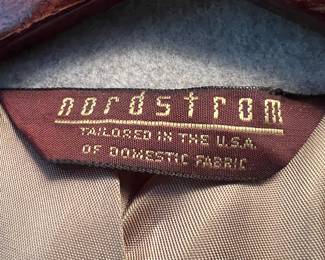 nordstrom
TAILORED IN THE U.S.A.
OF DOMESTIC FABRIC